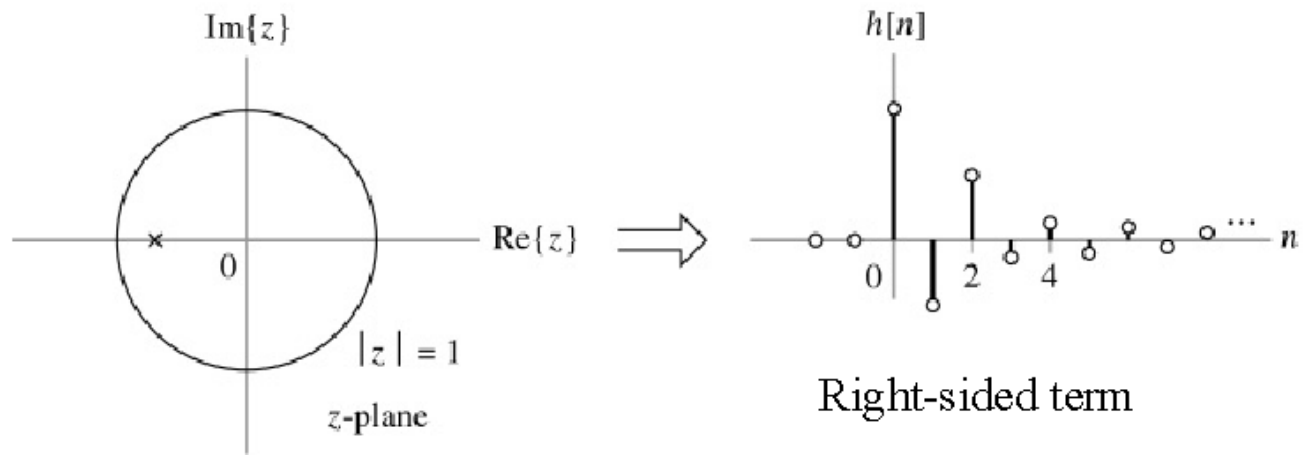 Im{z}
Re{z}
0
|z| = 1
z-plane
h[n]
0 2 4
...
n
Right-sided term